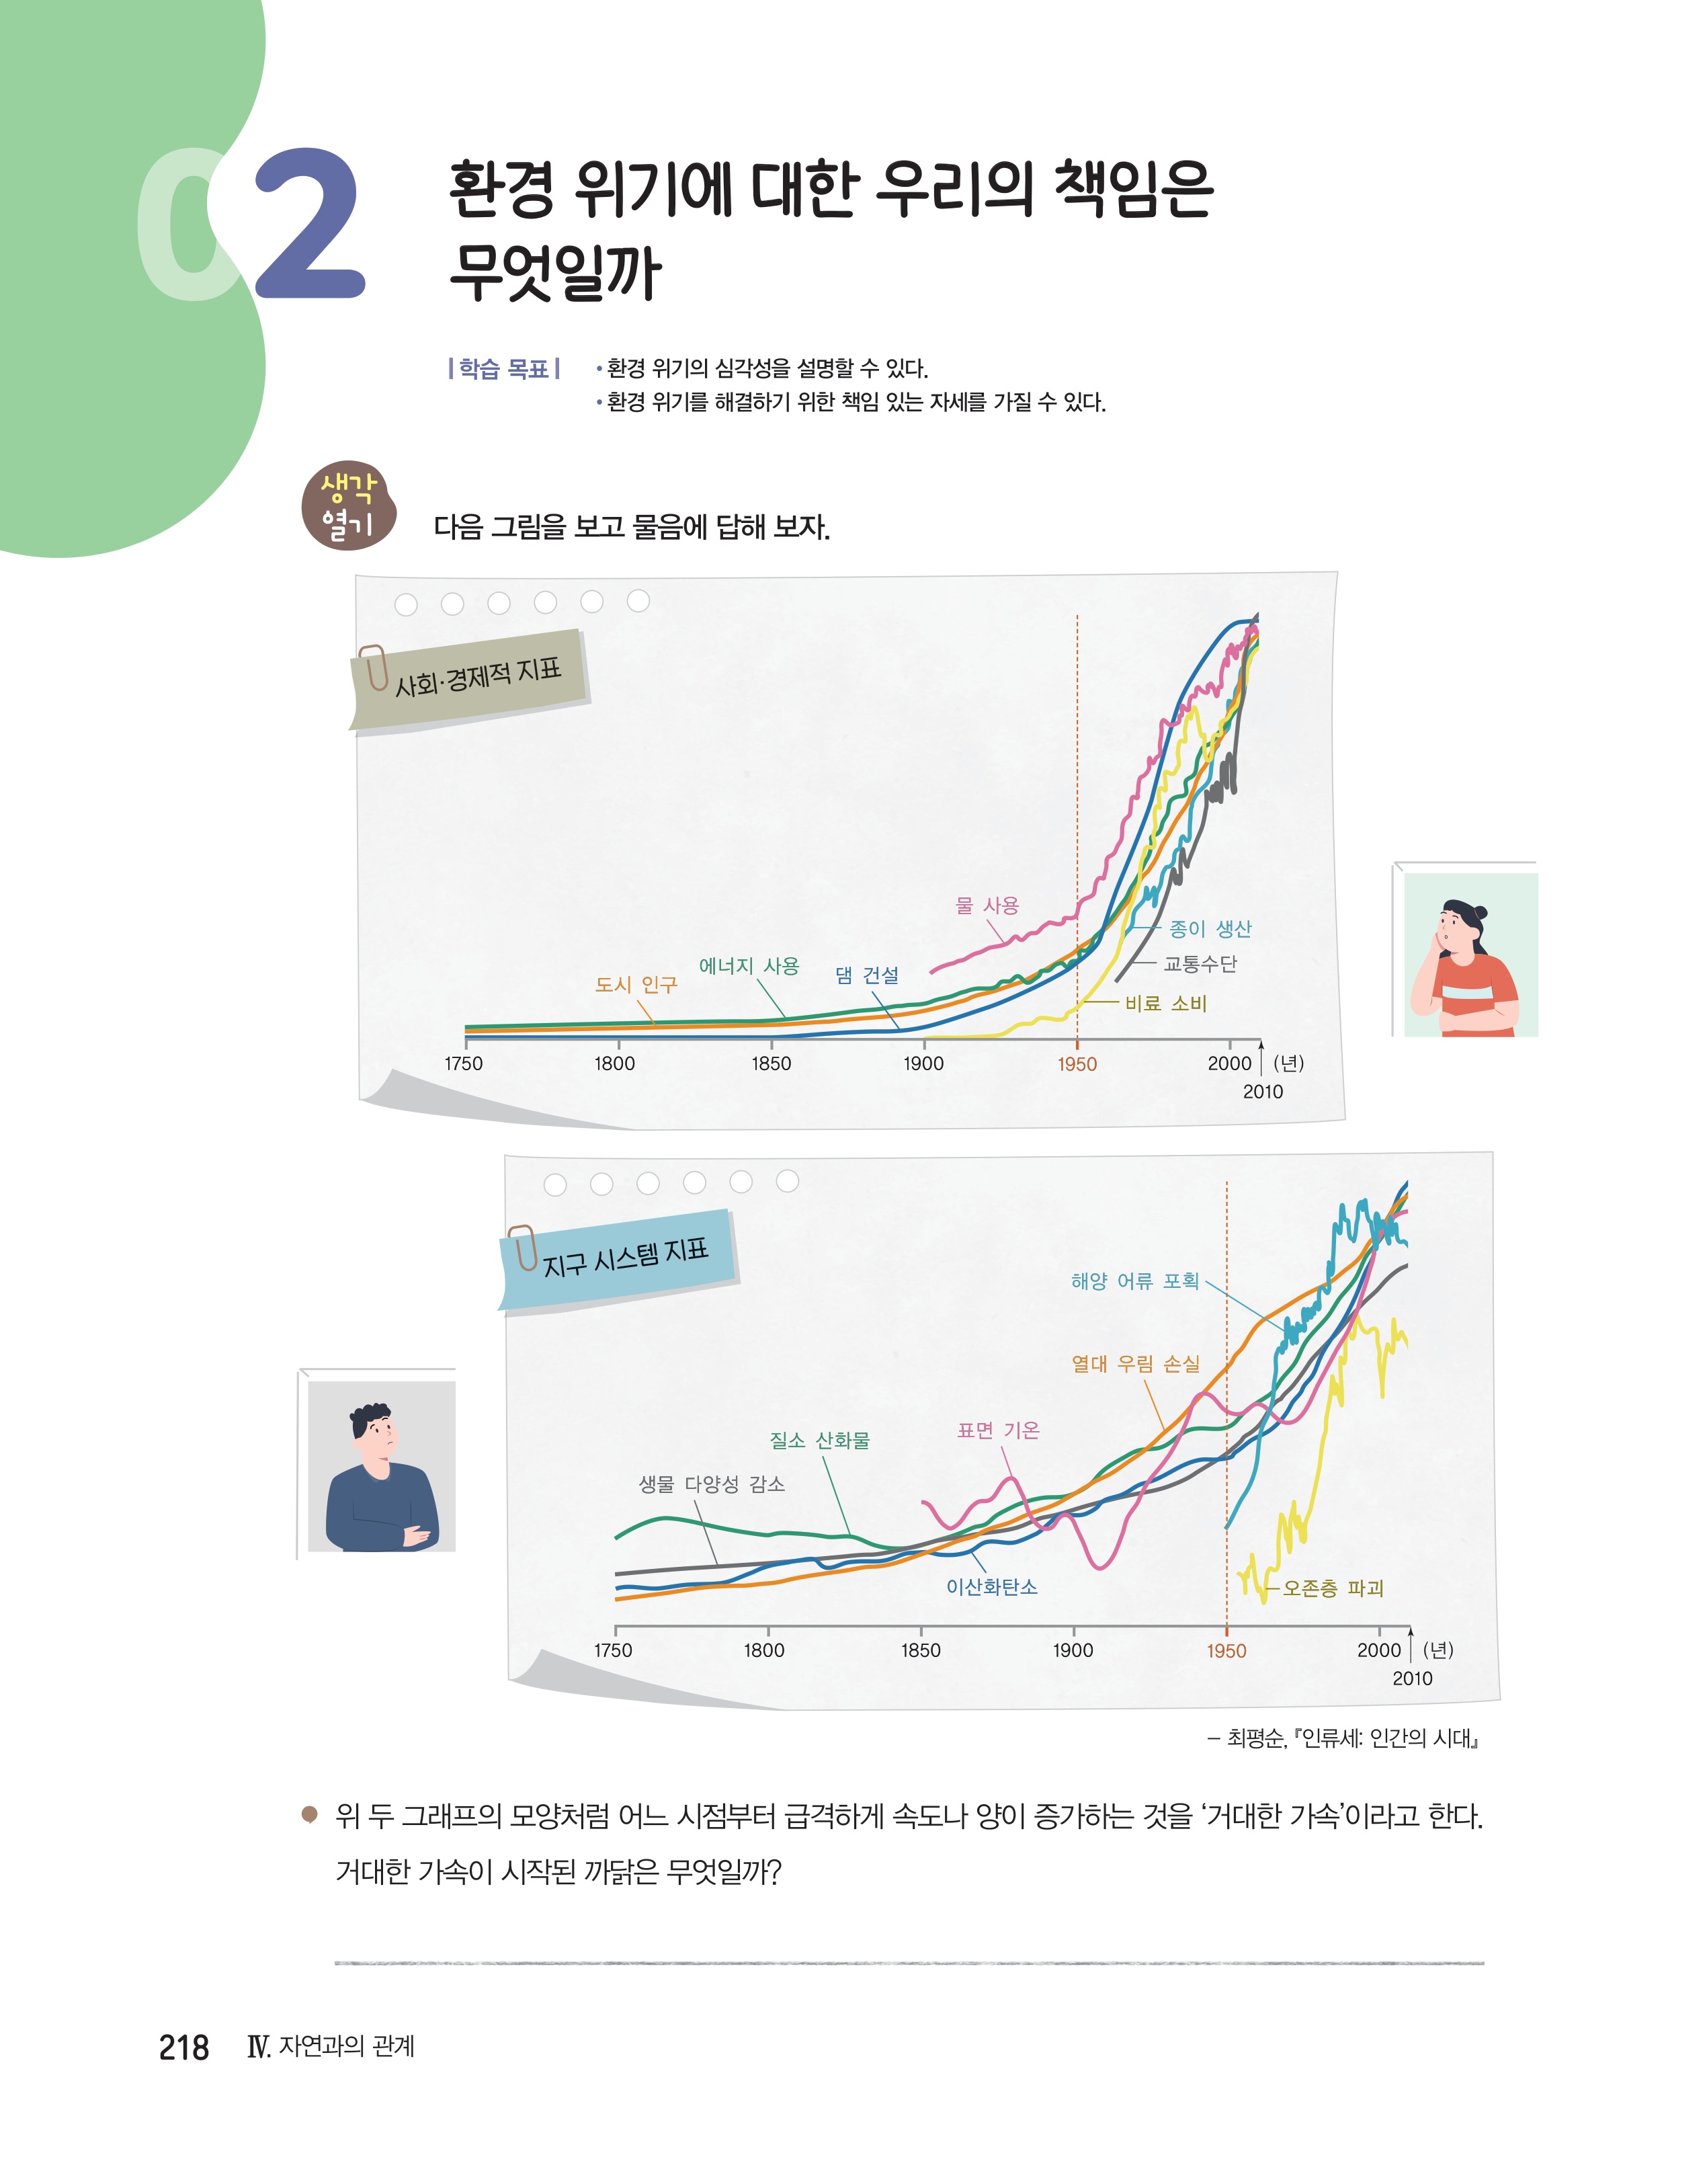 02
환경 위기에 대한 우리의 책임은
무엇일까
학습 목표
• 환경 위기의 심각성을 설명할 수 있다.
• 환경 위기를 해결하기 위한 책임 있는 자세를 가질 수 있다.
생각
열기
다음 그림을 보고 물음에 답해 보자.
사회·경제적 지표
물 사용
종이 생산
에너지 사용
교통수단
댐 건설
도시 인구
비료 소비
1750 1800 1850 1900 1950 2000 (년)
2010
지구 시스템 지표
해양 어류 포획
열대 우림 손실
표면 기온
질소 산화물
생물 다양성 감소
이산화탄소
오존층 파괴
1750 1800 1850 1900 1950 2000 (년)
2010
– 최평순, 『인류세: 인간의 시대』
위 두 그래프의 모양처럼 어느 시점부터 급격하게 속도나 양이 증가하는 것을 ‘거대한 가속’이라고 한다.
거대한 가속이 시작된 까닭은 무엇일까?
218 Ⅳ. 자연과의 관계